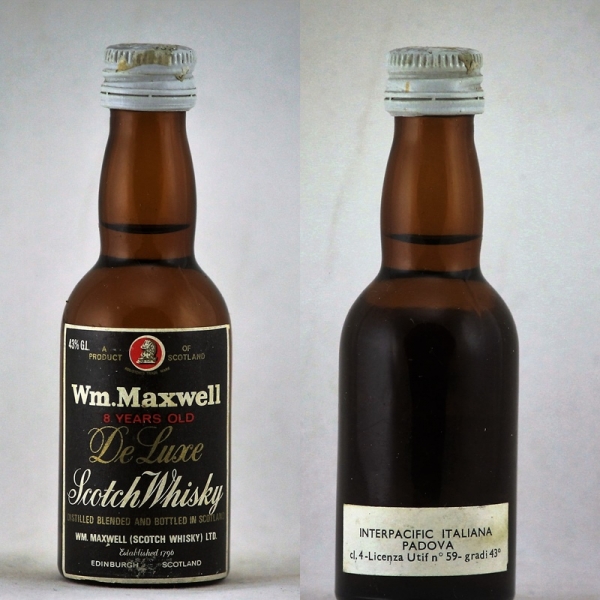 43% G.L.
A PRODUCT
OF SCOTLAND
Wm.Maxwell
8 YEARS OLD
De Luxe
Scotch Whisky
DISTILLED BLENDED AND BOTTLED IN SCOTLAND
WM. MAXWELL (SCOTCH WHISKY) LTD.
Established 1796
EDINBURGH SCOTLAND
INTERPACIFIC ITALIANA
PADOVA
cl. 4-Licenza Utif n° 59- gradi 43°